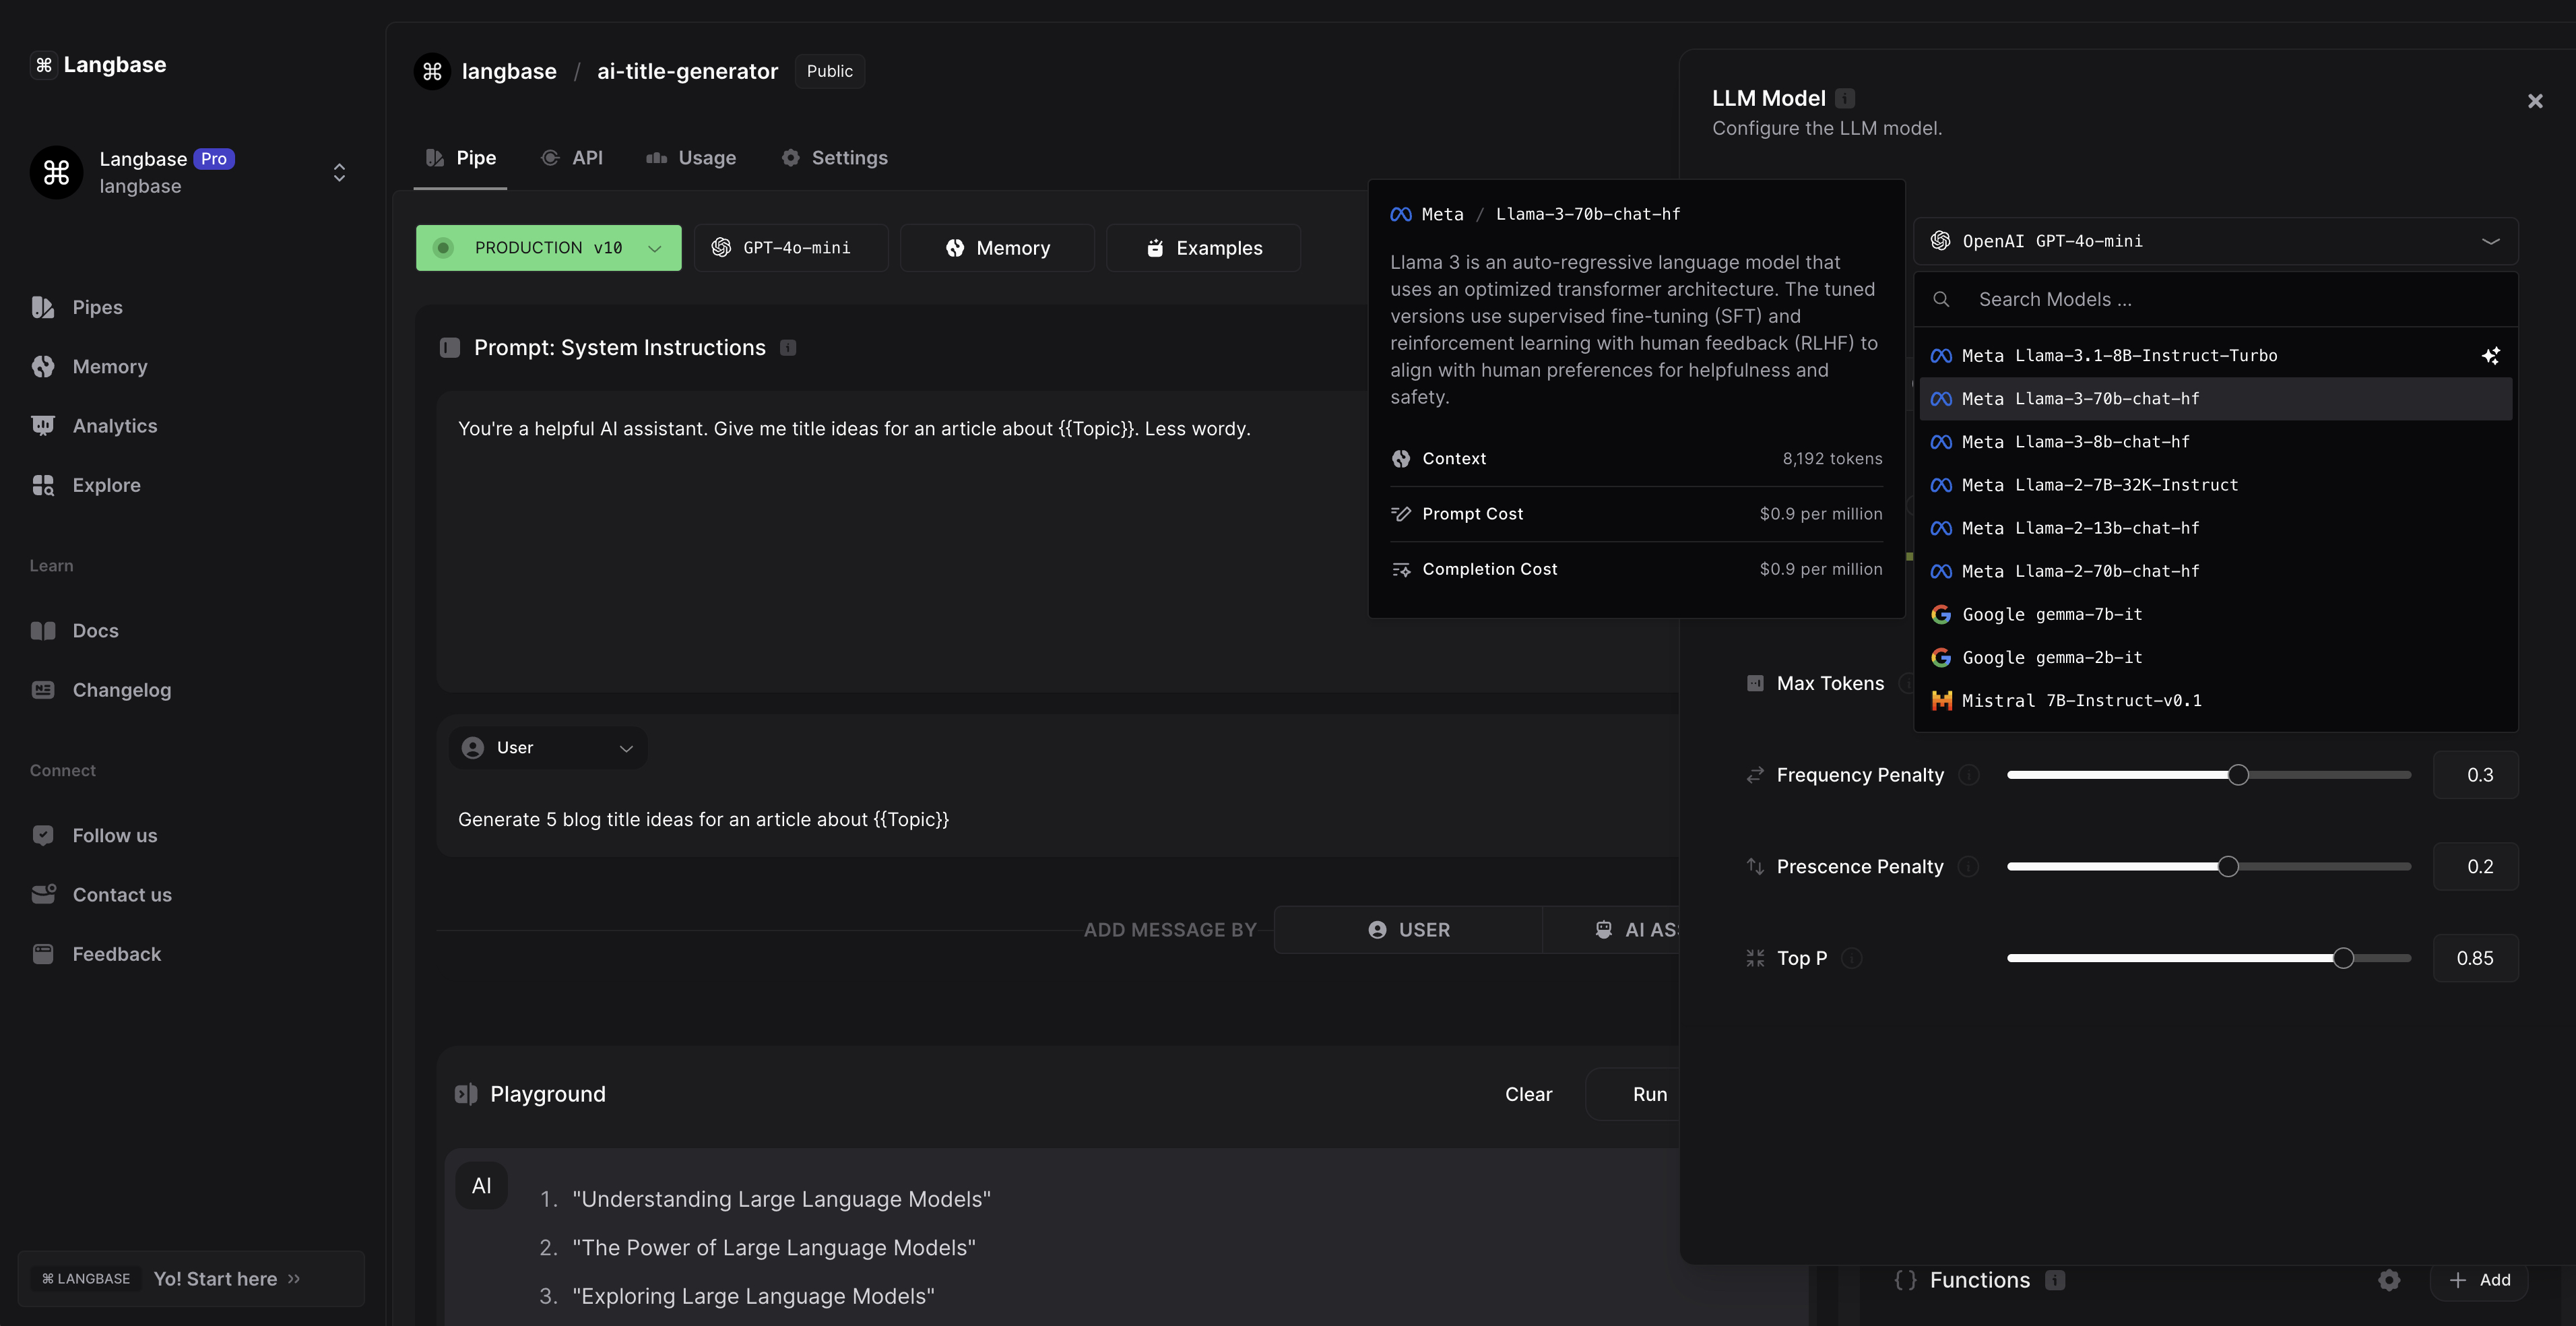 Langbase
Langbase Pro
langbase
Pipes
Memory
Analytics
Explore
Learn
Docs
Changelog
Connect
Follow us
Contact us
Feedback
LANGBASE Yo! Start here
langbase / ai-title-generator Public
Pipe API Usage Settings
PRODUCTION v10 GPT-4o-mini Memory Examples
Prompt: System Instructions
You're a helpful AI assistant. Give me title ideas for an article about {{Topic}}. Less wordy.
User
Generate 5 blog title ideas for an article about {{Topic}}
ADD MESSAGE BY USER AI AS
Playground Clear Run
AI
1. "Understanding Large Language Models"
2. "The Power of Large Language Models"
3. "Exploring Large Language Models"
Meta / Llama-3-70b-chat-hf
Llama 3 is an auto-regressive language model that
uses an optimized transformer architecture. The tuned
versions use supervised fine-tuning (SFT) and
reinforcement learning with human feedback (RLHF) to
align with human preferences for helpfulness and
safety.
Context 8,192 tokens
Prompt Cost $0.9 per million
Completion Cost $0.9 per million
LLM Model
Configure the LLM model.
OpenAI GPT-4o-mini
Search Models ...
Meta Llama-3.1-8B-Instruct-Turbo
Meta Llama-3-70b-chat-hf
Meta Llama-3-8b-chat-hf
Meta Llama-2-7B-32K-Instruct
Meta Llama-2-13b-chat-hf
Meta Llama-2-70b-chat-hf
Google gemma-7b-it
Google gemma-2b-it
Mistral 7B-Instruct-v0.1
Max Tokens
Frequency Penalty 0.3
Prescence Penalty 0.2
Top P 0.85
Functions Add